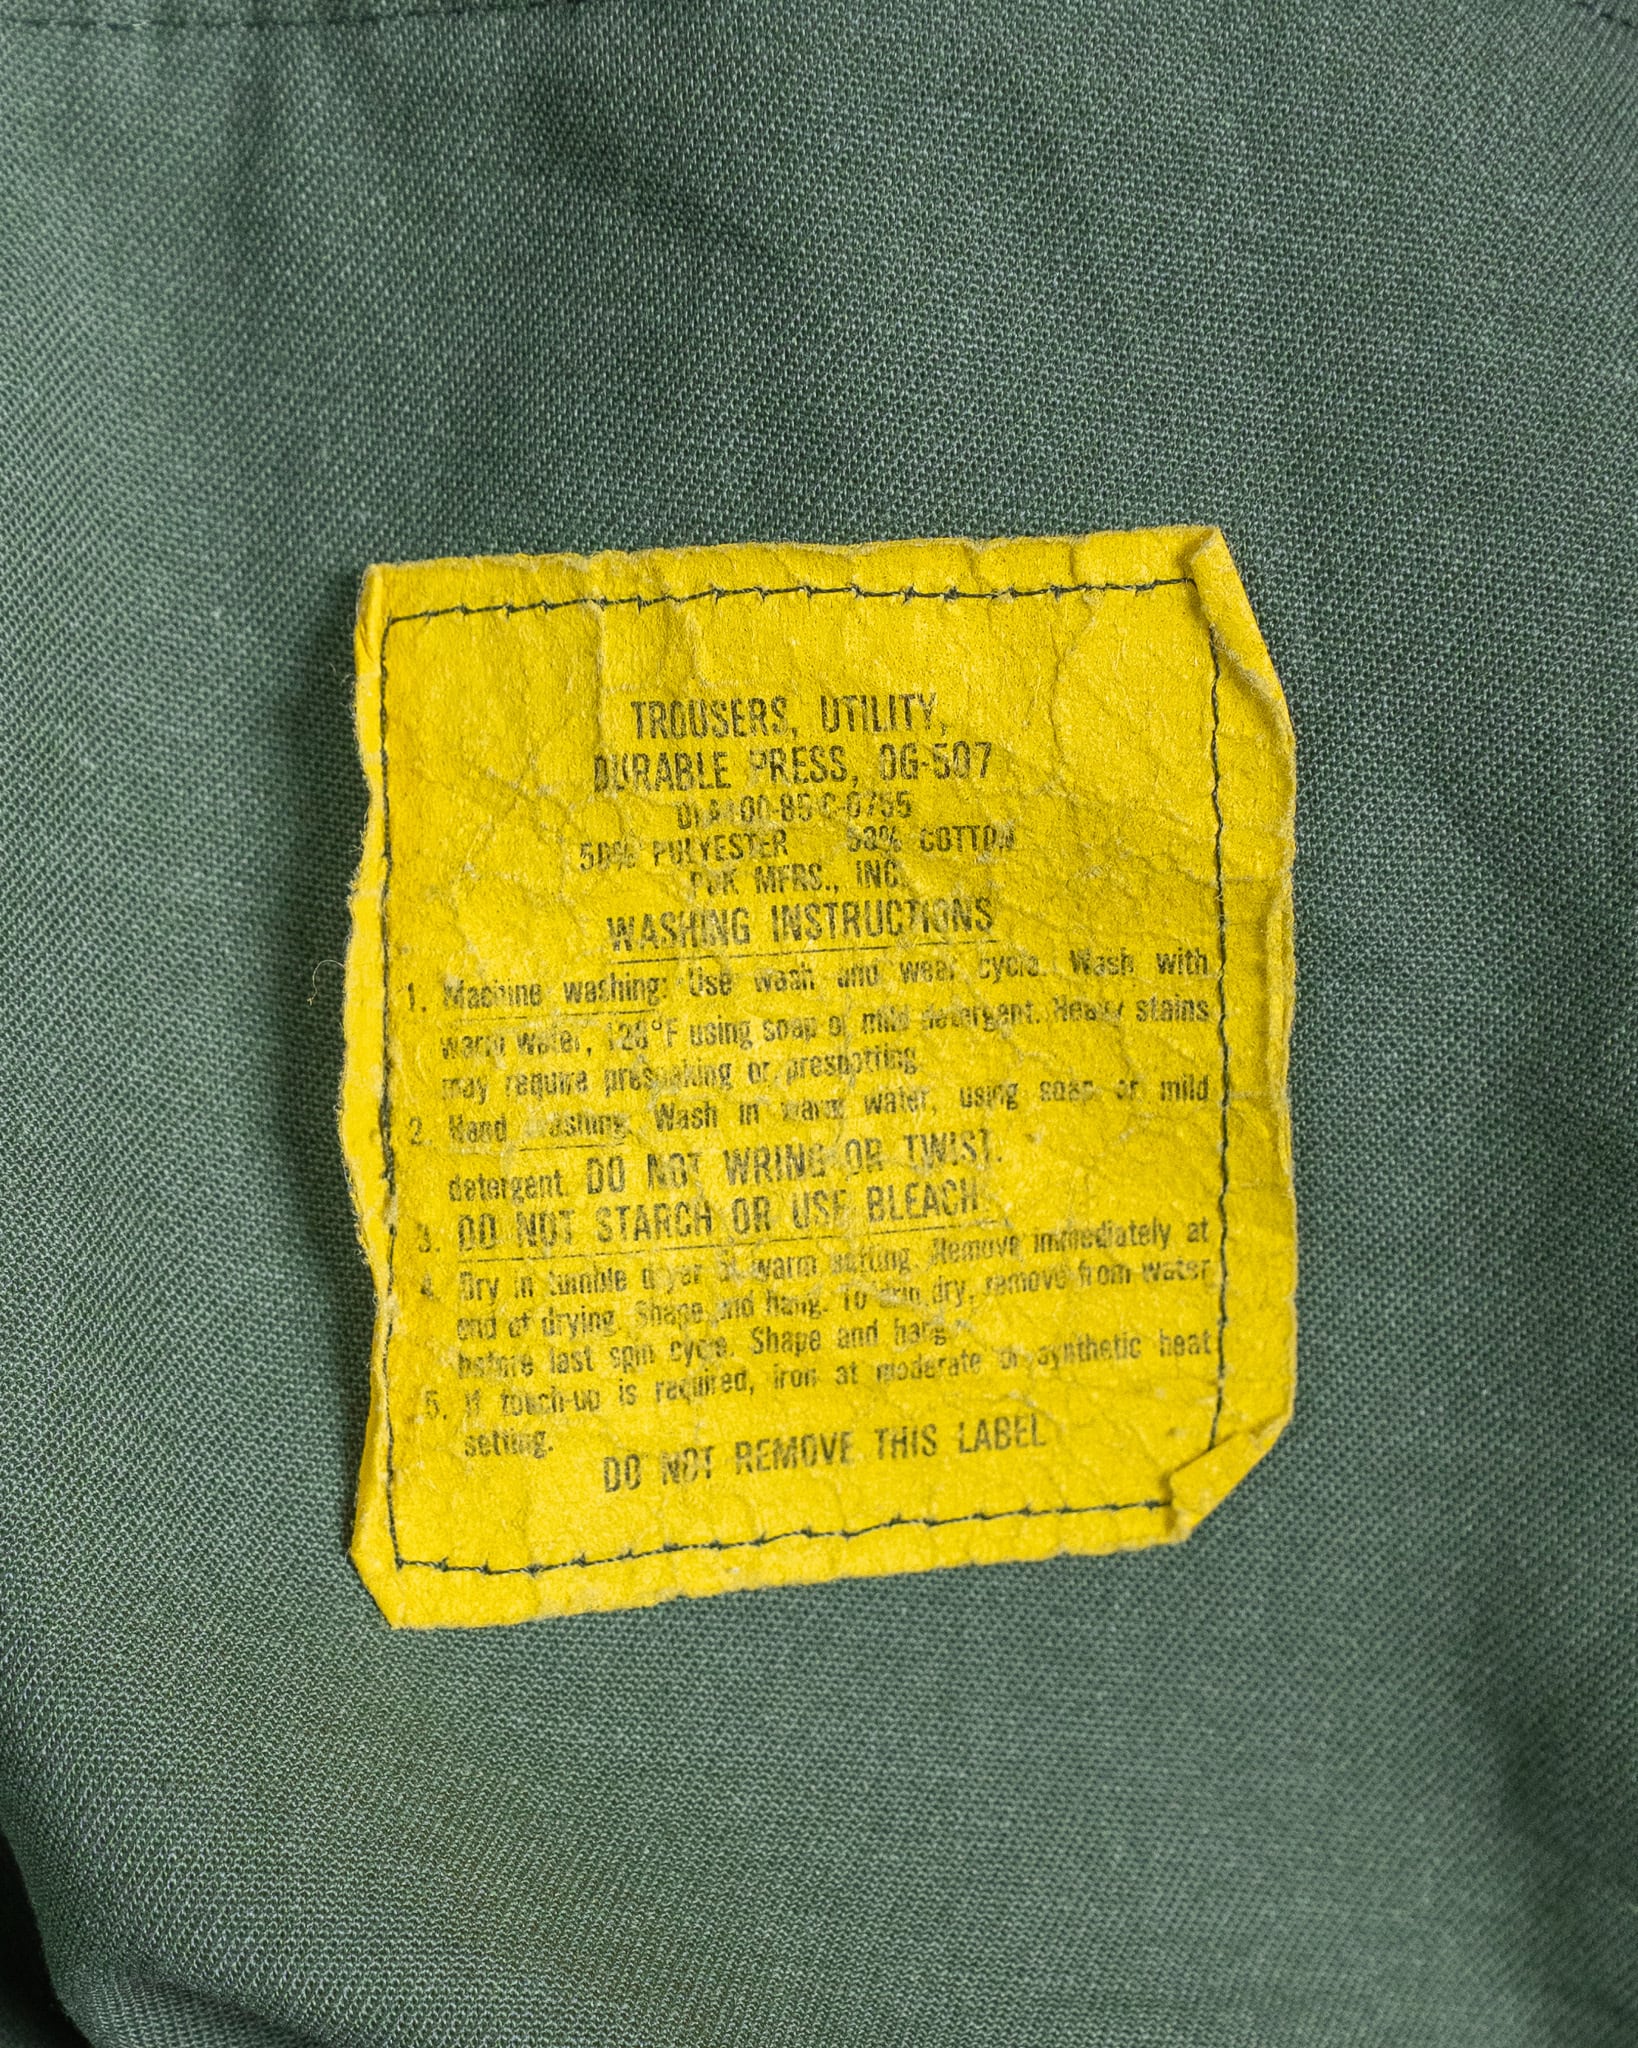 TROUSERS, UTILITY,
DURABLE PRESS, OG-507
DLA100-85-C-0755
50% POLYESTER 50% COTTON
MFRS., INC.
WASHING INSTRUCTIONS
1. Machine washing: Use wash and wear cycle. Wash with
warm water, 120°F using soap or mild detergent. Heavy stains
may require presoaking or prespotting.
2. Hand washing: Wash in warm water, using soap or mild
detergent. DO NOT WRING OR TWIST.
3. DO NOT STARCH OR USE BLEACH
4. Dry in tumble dryer at warm setting. Remove immediately at
end of drying. Shape and hang. To drip dry, remove from water
before last spin cycle. Shape and hang.
5. If touch-up is required, iron at moderate or synthetic heat
setting.
DO NOT REMOVE THIS LABEL